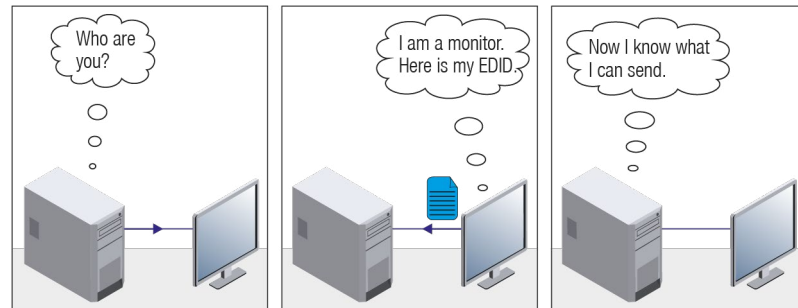 Who are
you?
I am a monitor.
Here is my EDID.
Now I know what
I can send.